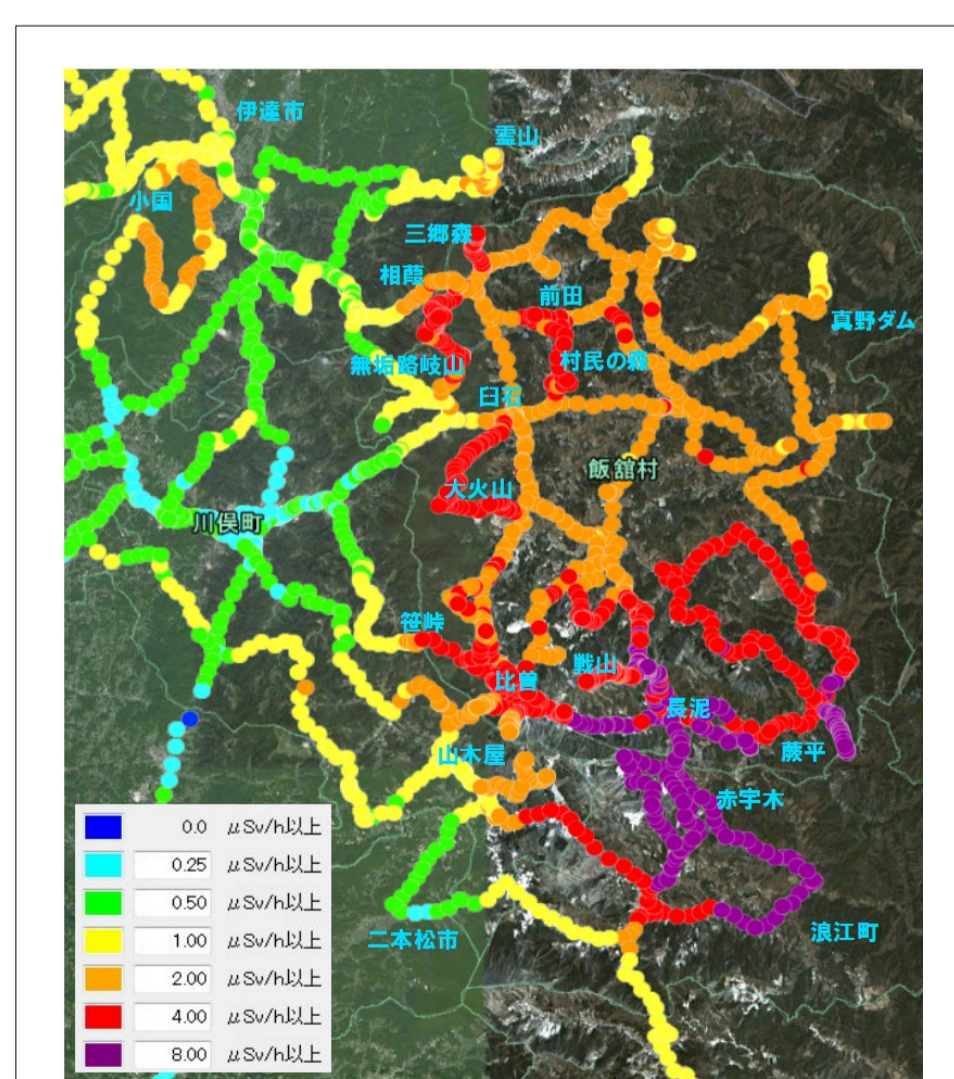 伊達市
霊山
小国
三郷森
相葭
前田
真野ダム
無垢路岐山
村民の森
臼石
飯舘村
大火山
川俣町
笹峠
戦山
比曽
長泥
山木屋
蕨平
赤宇木
二本松市
浪江町
0.0 μSv/h以上
0.25 μSv/h以上
0.50 μSv/h以上
1.00 μSv/h以上
2.00 μSv/h以上
4.00 μSv/h以上
8.00 μSv/h以上